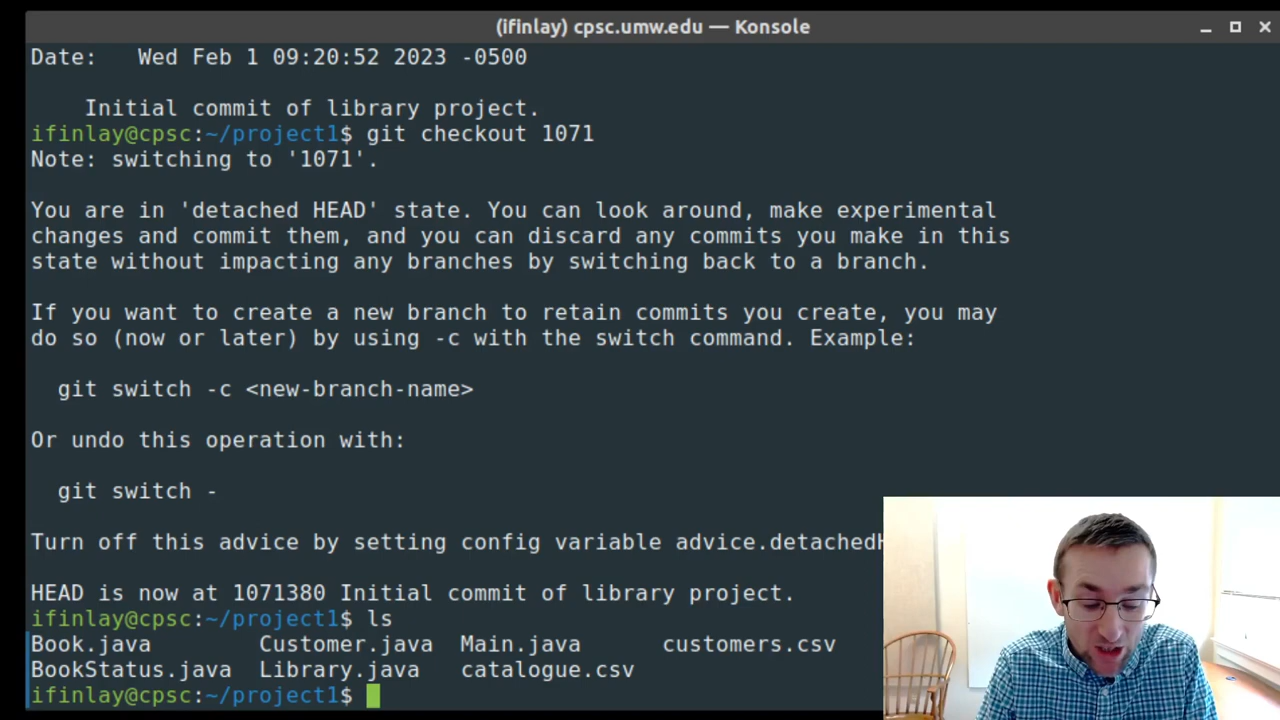 (ifinlay) cpsc.umw.edu — Konsole
Date:   Wed Feb 1 09:20:52 2023 -0500
    Initial commit of library project.
ifinlay@cpsc:~/project1$ git checkout 1071
Note: switching to '1071'.
You are in 'detached HEAD' state. You can look around, make experimental
changes and commit them, and you can discard any commits you make in this
state without impacting any branches by switching back to a branch.
If you want to create a new branch to retain commits you create, you may
do so (now or later) by using -c with the switch command. Example:
  git switch -c <new-branch-name>
Or undo this operation with:
  git switch -
Turn off this advice by setting config variable advice.detached
HEAD is now at 1071380 Initial commit of library project.
ifinlay@cpsc:~/project1$ ls
Book.java        Customer.java  Main.java      customers.csv
BookStatus.java  Library.java   catalogue.csv
ifinlay@cpsc:~/project1$